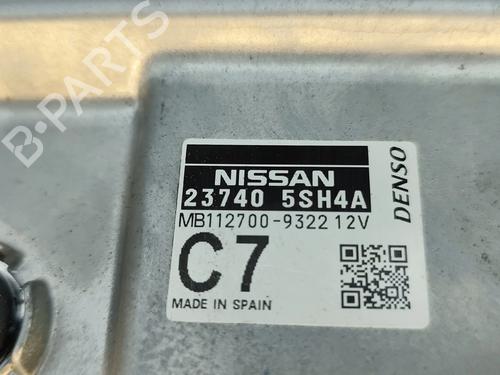 B-PARTS
NISSAN
23740 5SH4A
MB112700-9322 12V
C7
MADE IN SPAIN
DENSO